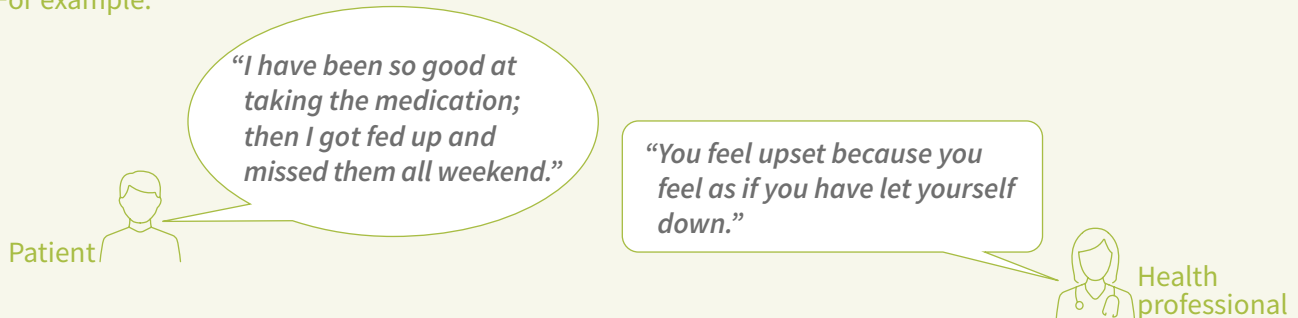 For example:
“I have been so good at
taking the medication;
then I got fed up and
missed them all weekend.”
“You feel upset because you
feel as if you have let yourself
down.”
Patient
Health
professional